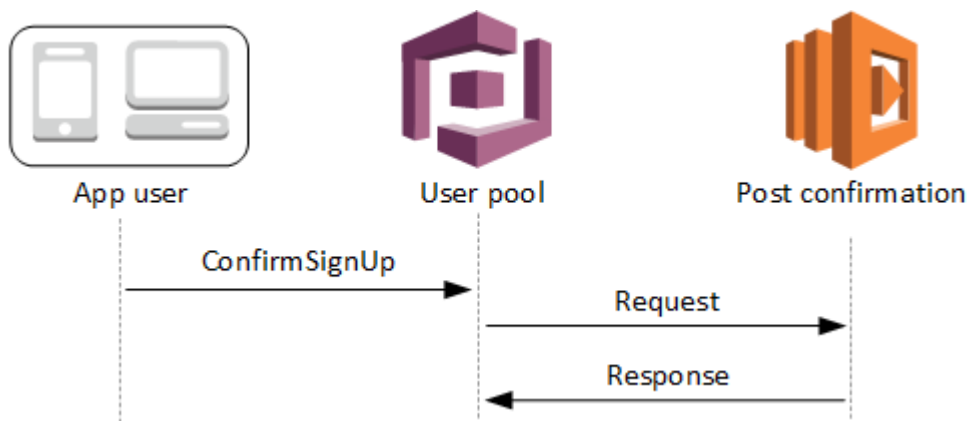 App user
User pool
Post confirmation
ConfirmSignUp
Request
Response